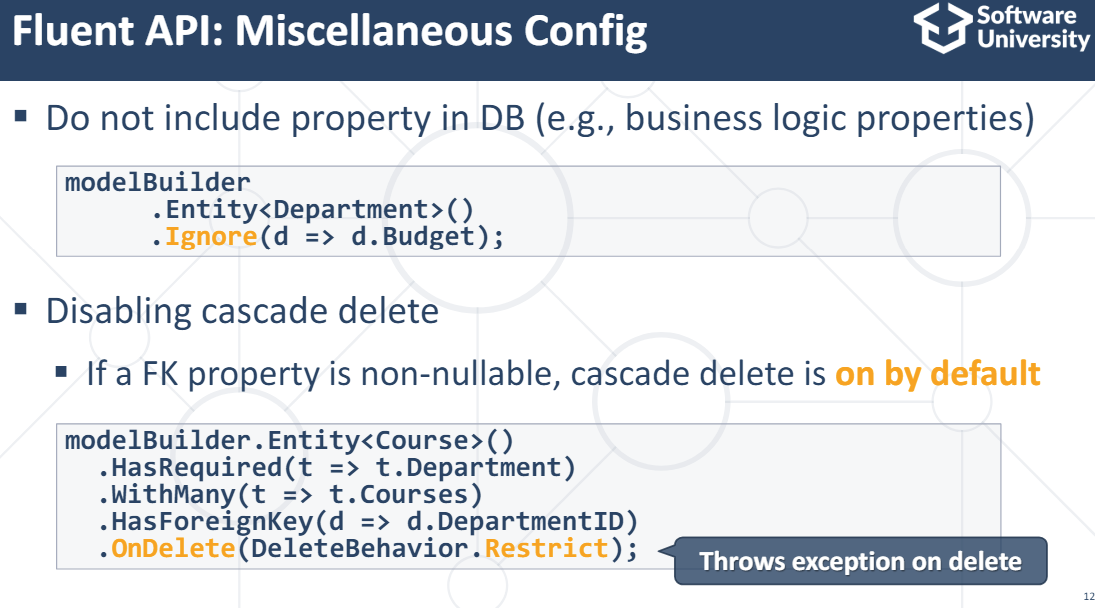 Fluent API: Miscellaneous Config
Software
University
▪ Do not include property in DB (e.g., business logic properties)
modelBuilder
.Entity<Department>()
.Ignore(d => d.Budget);
▪ Disabling cascade delete
▪ If a FK property is non-nullable, cascade delete is on by default
modelBuilder.Entity<Course>()
.HasRequired(t => t.Department)
.WithMany(t => t.Courses)
.HasForeignKey(d => d.DepartmentID)
.OnDelete(DeleteBehavior.Restrict);
Throws exception on delete
12